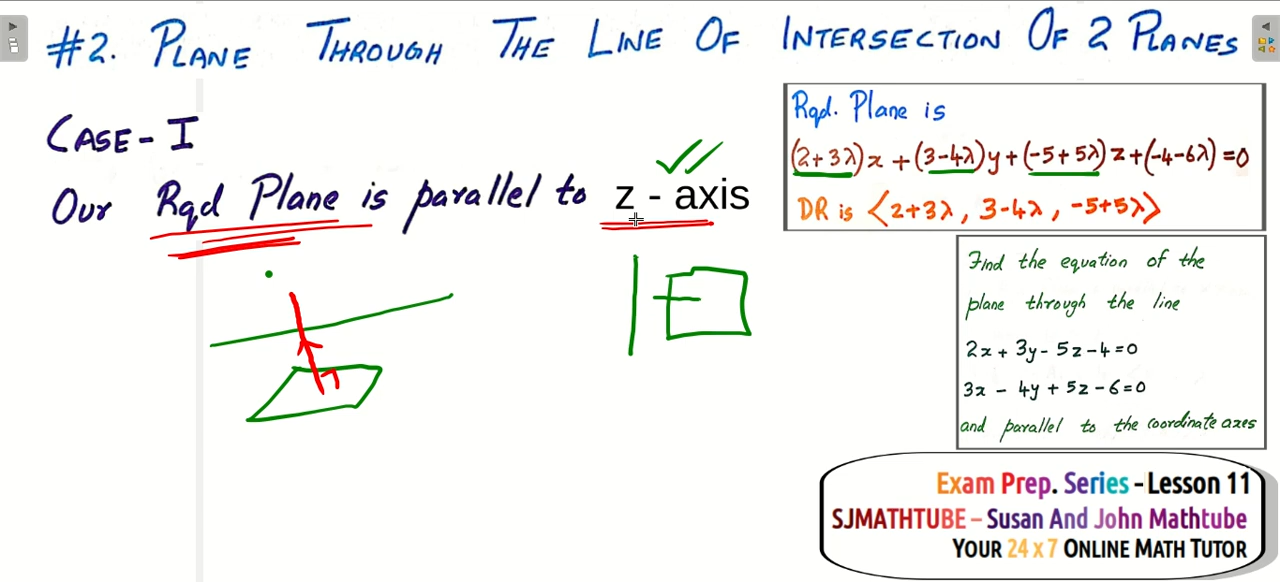 #2. PLANE THROUGH THE LINE OF INTERSECTION OF 2 PLANES
CASE-I
Our Rqd Plane is parallel to z - axis
Rqd. Plane is
(2+3λ)x+(3-4λ)y+(-5+5λ)z+(-4-6λ)=0
DR is ⟨2+3λ, 3-4λ, -5+5λ⟩
Find the equation of the
plane through the line
2x + 3y - 5z - 4 = 0
3x - 4y + 5z - 6 = 0
and parallel to the coordinate axes
Exam Prep. Series - Lesson 11
SJMATHTUBE – Susan And John Mathtube
YOUR 24 x 7 ONLINE MATH TUTOR